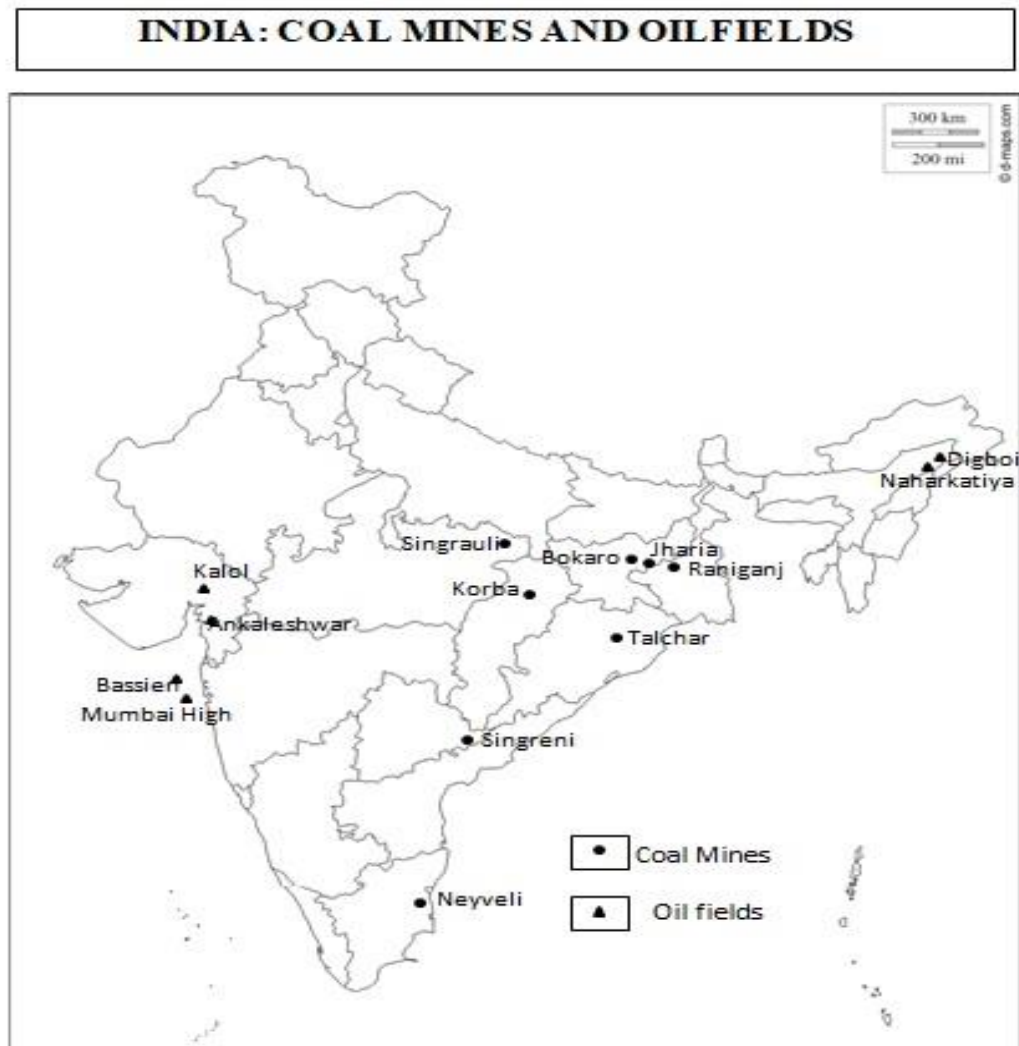 INDIA: COAL MINES AND OILFIELDS
300 km
200 mi
© d-maps.com
Digboi
Naharkatiya
Singrauli
Bokaro
Jharia
Raniganj
Kalol
Korba
Ankaleshwar
Talchar
Bassien
Mumbai High
Singreni
Coal Mines
Neyveli
Oil fields